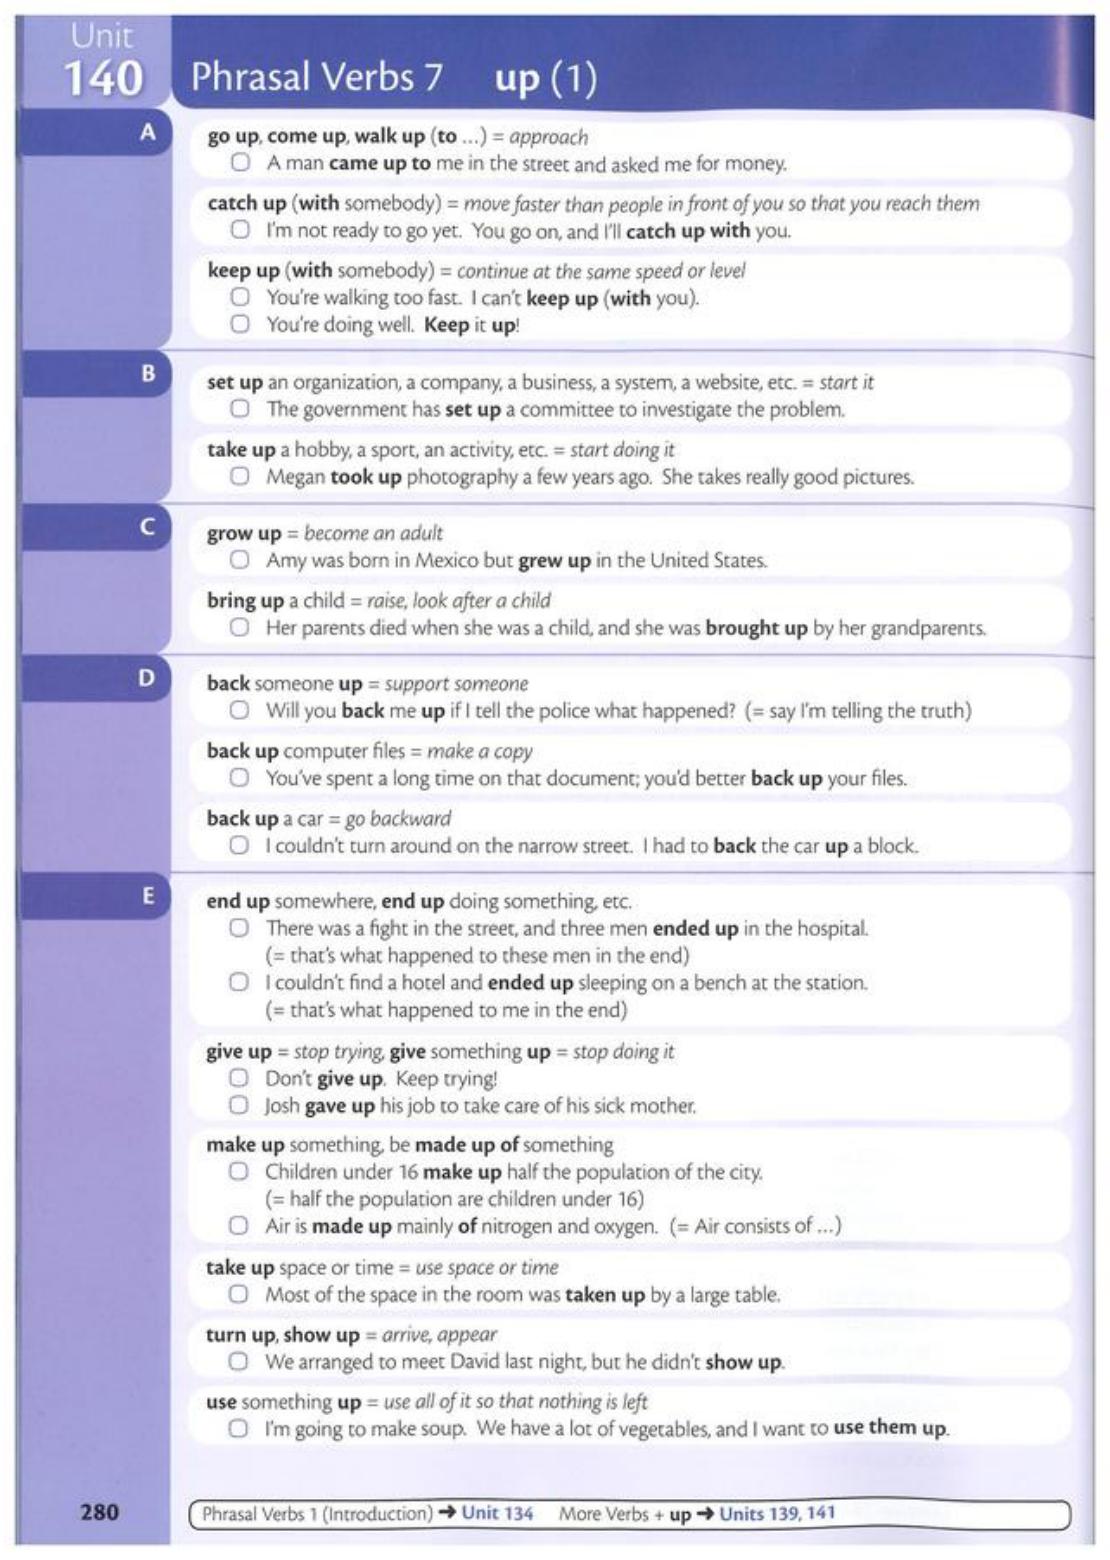 Unit
140
Phrasal Verbs 7 up (1)
A
go up, come up, walk up (to ...) = approach
A man came up to me in the street and asked me for money.
catch up (with somebody) = move faster than people in front of you so that you reach them
I'm not ready to go yet. You go on, and I'll catch up with you.
keep up (with somebody) = continue at the same speed or level
You're walking too fast. I can't keep up (with you).
You're doing well. Keep it up!
B
set up an organization, a company, a business, a system, a website, etc. = start it
The government has set up a committee to investigate the problem.
take up a hobby, a sport, an activity, etc. = start doing it
Megan took up photography a few years ago. She takes really good pictures.
C
grow up = become an adult
Amy was born in Mexico but grew up in the United States.
bring up a child = raise, look after a child
Her parents died when she was a child, and she was brought up by her grandparents.
D
back someone up = support someone
Will you back me up if I tell the police what happened? (= say I'm telling the truth)
back up computer files = make a copy
You've spent a long time on that document; you'd better back up your files.
back up a car = go backward
I couldn't turn around on the narrow street. I had to back the car up a block.
E
end up somewhere, end up doing something, etc.
There was a fight in the street, and three men ended up in the hospital.
(= that's what happened to these men in the end)
I couldn't find a hotel and ended up sleeping on a bench at the station.
(= that's what happened to me in the end)
give up = stop trying, give something up = stop doing it
Don't give up. Keep trying!
Josh gave up his job to take care of his sick mother.
make up something, be made up of something
Children under 16 make up half the population of the city.
(= half the population are children under 16)
Air is made up mainly of nitrogen and oxygen. (= Air consists of ...)
take up space or time = use space or time
Most of the space in the room was taken up by a large table.
turn up, show up = arrive, appear
We arranged to meet David last night, but he didn't show up.
use something up = use all of it so that nothing is left
I'm going to make soup. We have a lot of vegetables, and I want to use them up.
280
Phrasal Verbs 1 (Introduction) ➜ Unit 134 More Verbs + up ➜ Units 139, 141